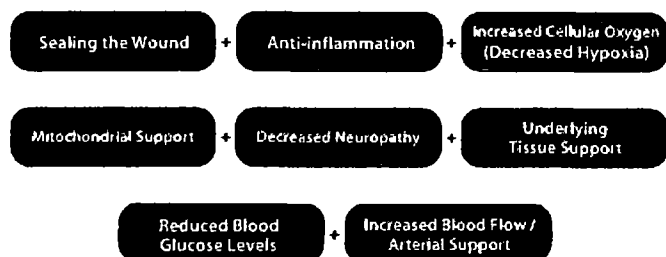 Sealing the Wound + Anti-inflammation + Increased Cellular Oxygen
(Decreased Hypoxia)
Mitochondrial Support + Decreased Neuropathy + Underlying
Tissue Support
Reduced Blood
Glucose Levels + Increased Blood Flow /
Arterial Support